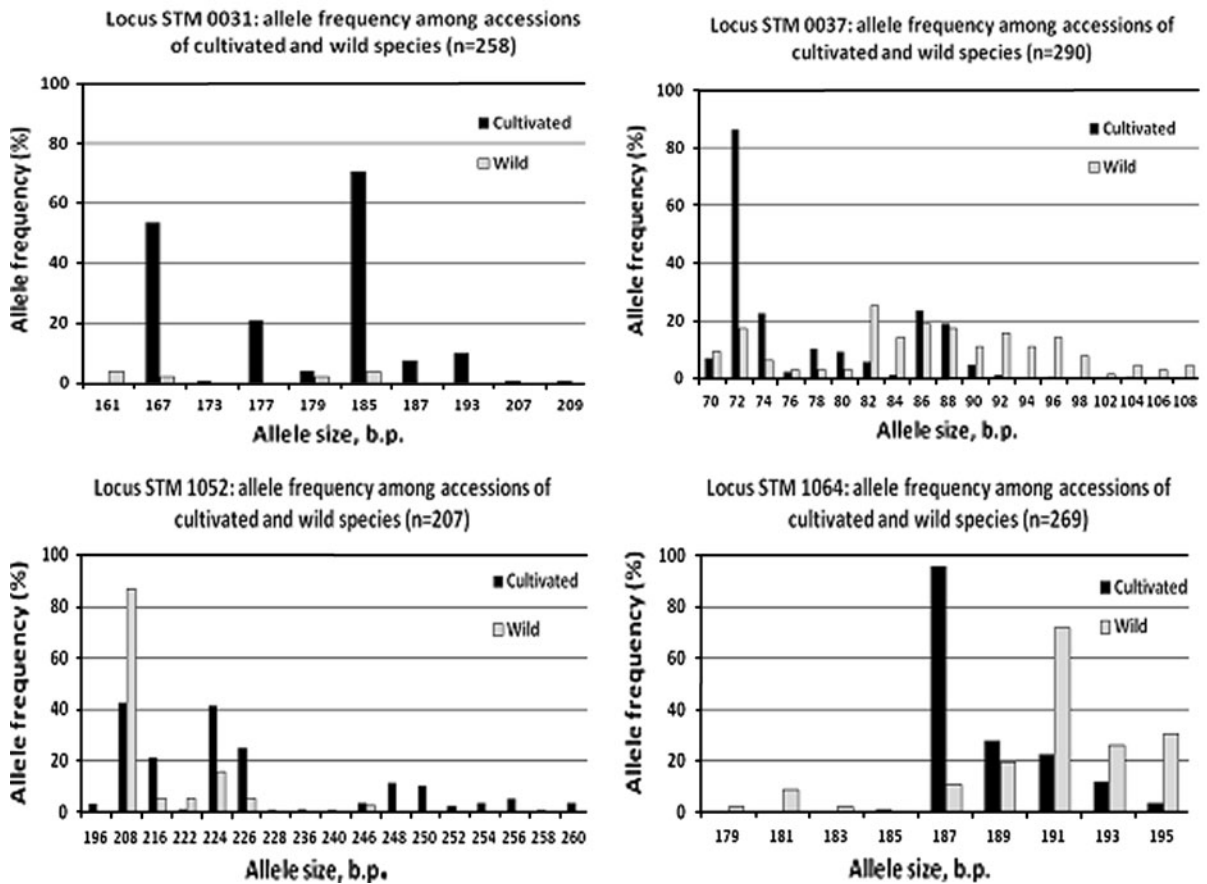 Locus STM 0031: allele frequency among accessions
of cultivated and wild species (n=258)
100
80
60
40
20
0
Allele frequency (%)
Cultivated
Wild
161 167 173 177 179 185 187 193 207 209
Allele size, b.p.
Locus STM 0037: allele frequency among accessions of
cultivated and wild species (n=290)
100
80
60
40
20
0
Allele frequency (%)
Cultivated
Wild
70 72 74 76 78 80 82 84 86 88 90 92 94 96 98 102 104 106 108
Allele size, b.p.
Locus STM 1052: allele frequency among accessions of
cultivated and wild species (n=207)
100
80
60
40
20
0
Allele frequency (%)
Cultivated
Wild
196 208 216 222 224 226 228 236 240 246 248 250 252 254 256 258 260
Allele size, b.p.
Locus STM 1064: allele frequency among accessions of
cultivated and wild species (n=269)
100
80
60
40
20
0
Allele frequency (%)
Cultivated
Wild
179 181 183 185 187 189 191 193 195
Allele size, b.p.